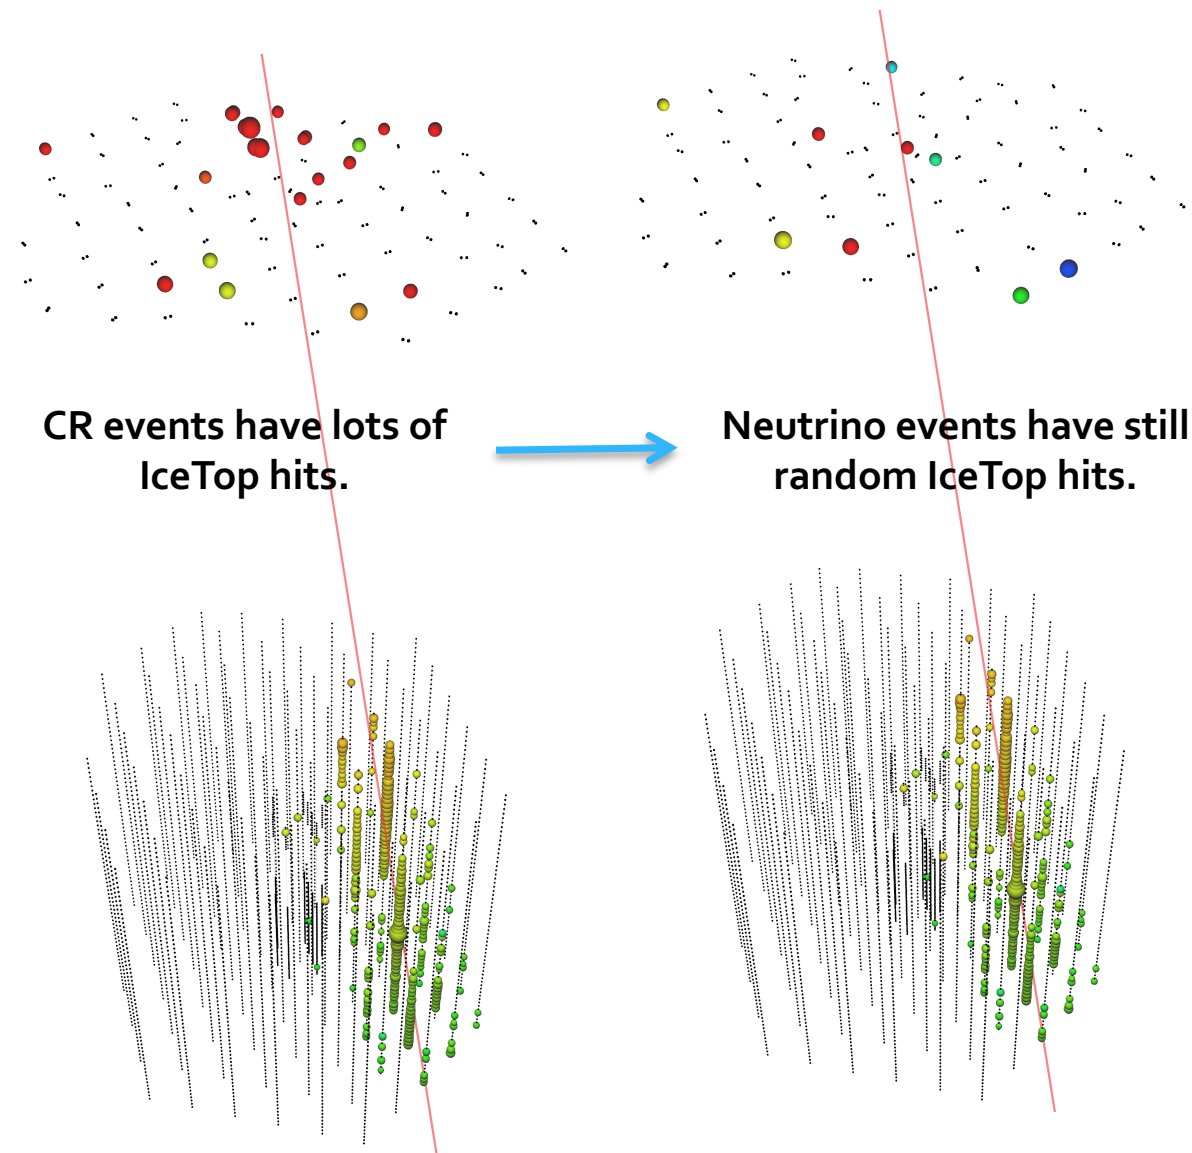 CR events have lots of
IceTop hits.
Neutrino events have still
random IceTop hits.